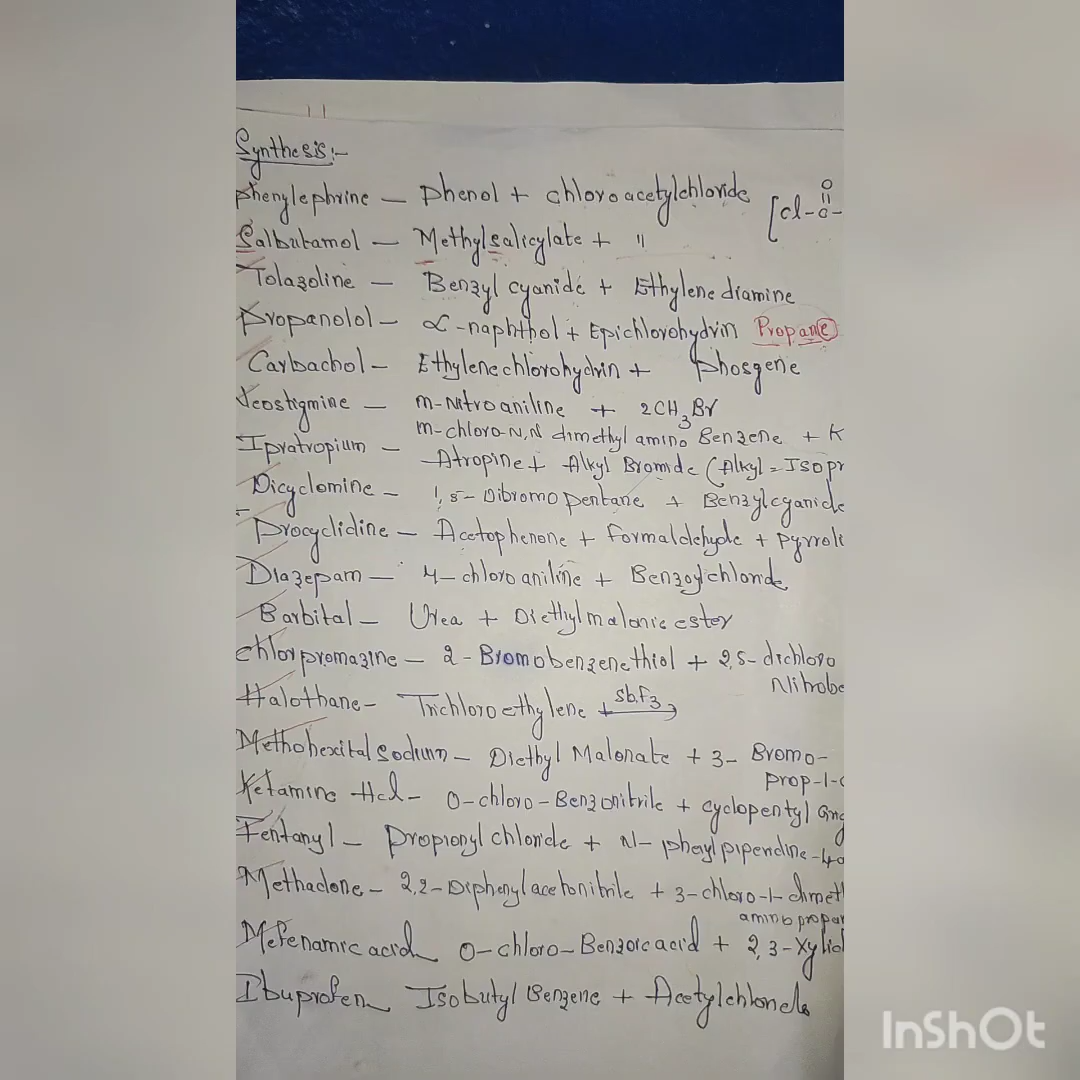 Synthesis:-
Phenylephrine - Phenol + chloroacetylchloride [cl-C-
O
Salbutamol - Methylsalicylate + "
Tolazoline - Benzyl cyanide + Ethylene diamine
Propanolol - α-naphthol + Epichlorohydrin Propane
Carbachol - Ethylenechlorohydrin + phosgene
Neostigmine - m-Nitroaniline + 2CH3Br
m-chloro-N,N dimethyl amino Benzene + K
Ipratropium - Atropine + Alkyl Bromide (Alkyl = Isopr
Dicyclomine - 1,5-Dibromo pentane + Benzylcyanide
Procyclidine - Acetophenone + formaldehyde + pyrroli
Diazepam - 4-chloroaniline + Benzoylchloride
Barbital - Urea + Diethylmalonic ester
Chlorpromazine - 2-Bromobenzenethiol + 2,5-dichloro
Nitrobe
Halothane - Trichloroethylene + SbF3 →
Methohexital Sodium - Diethyl Malonate + 3-Bromo-
prop-1-
Ketamine Hcl - O-chloro-Benzonitrile + cyclopentyl
Fentanyl - Propionylchloride + N-phenylpiperidine-4
Methadone - 2,2-Diphenylacetonitrile + 3-chloro-1-dimet
amino propa
Mefenamic acid O-chloro-Benzoic acid + 2,3-Xyli
Ibuprofen Isobutyl Benzene + Acetylchloride
InShOt